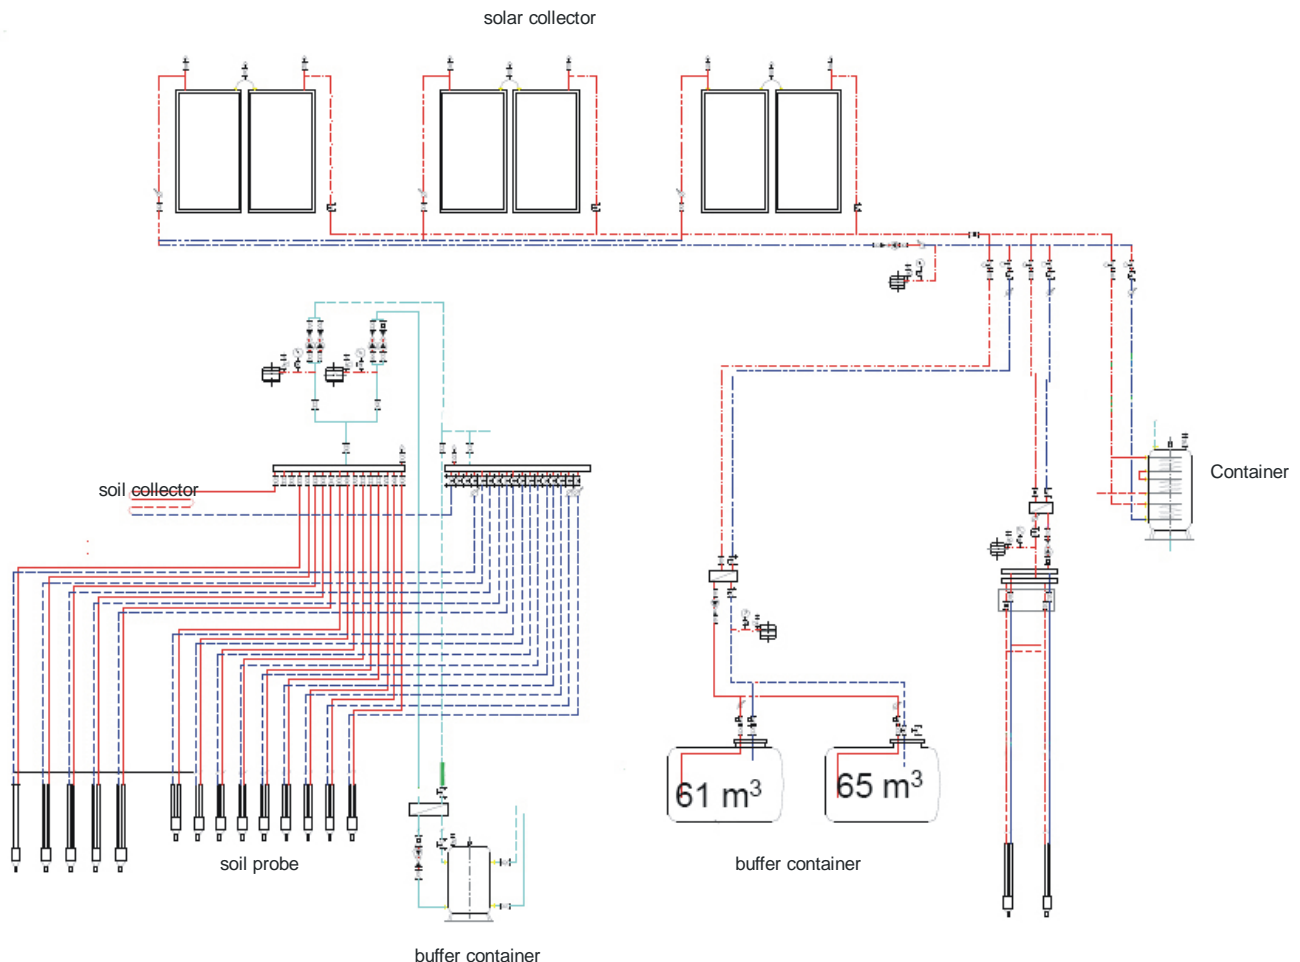 solar collector
soil collector
Container
61 m³
65 m³
soil probe
buffer container
buffer container